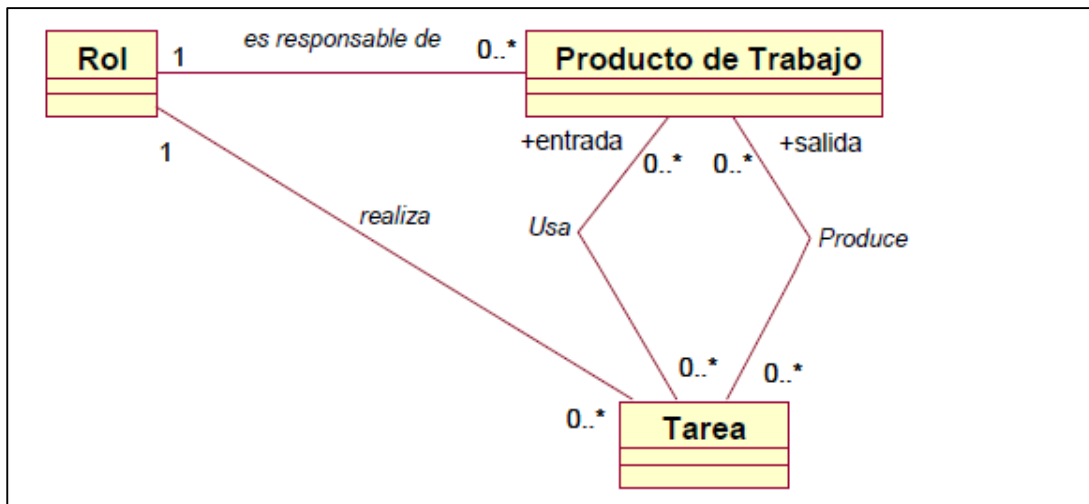 es responsable de
Rol
1
0..*
Producto de Trabajo
1
+entrada
0..*
0..*
+salida
realiza
Usa
Produce
0..*
0..*
0..*
Tarea